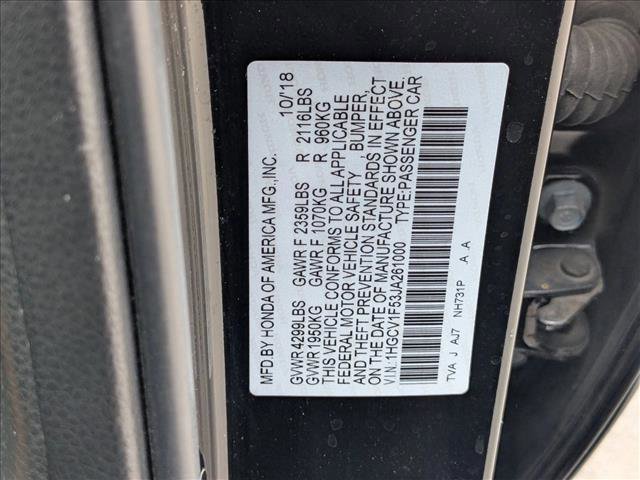 MFD.BY HONDA OF AMERICA MFG.,INC. 10/'18
GVWR 4299LBS GAWR F 2359LBS R 2116LBS
GVWR 1950KG GAWR F 1070KG R 960KG
THIS VEHICLE CONFORMS TO ALL APPLICABLE
FEDERAL MOTOR VEHICLE SAFETY, BUMPER,
AND THEFT PREVENTION STANDARDS IN EFFECT
ON THE DATE OF MANUFACTURE SHOWN ABOVE.
V.I.N.:1HGCV1F53JA261000 TYPE:PASSENGER CAR
TVA J AJ7 NH731P A A